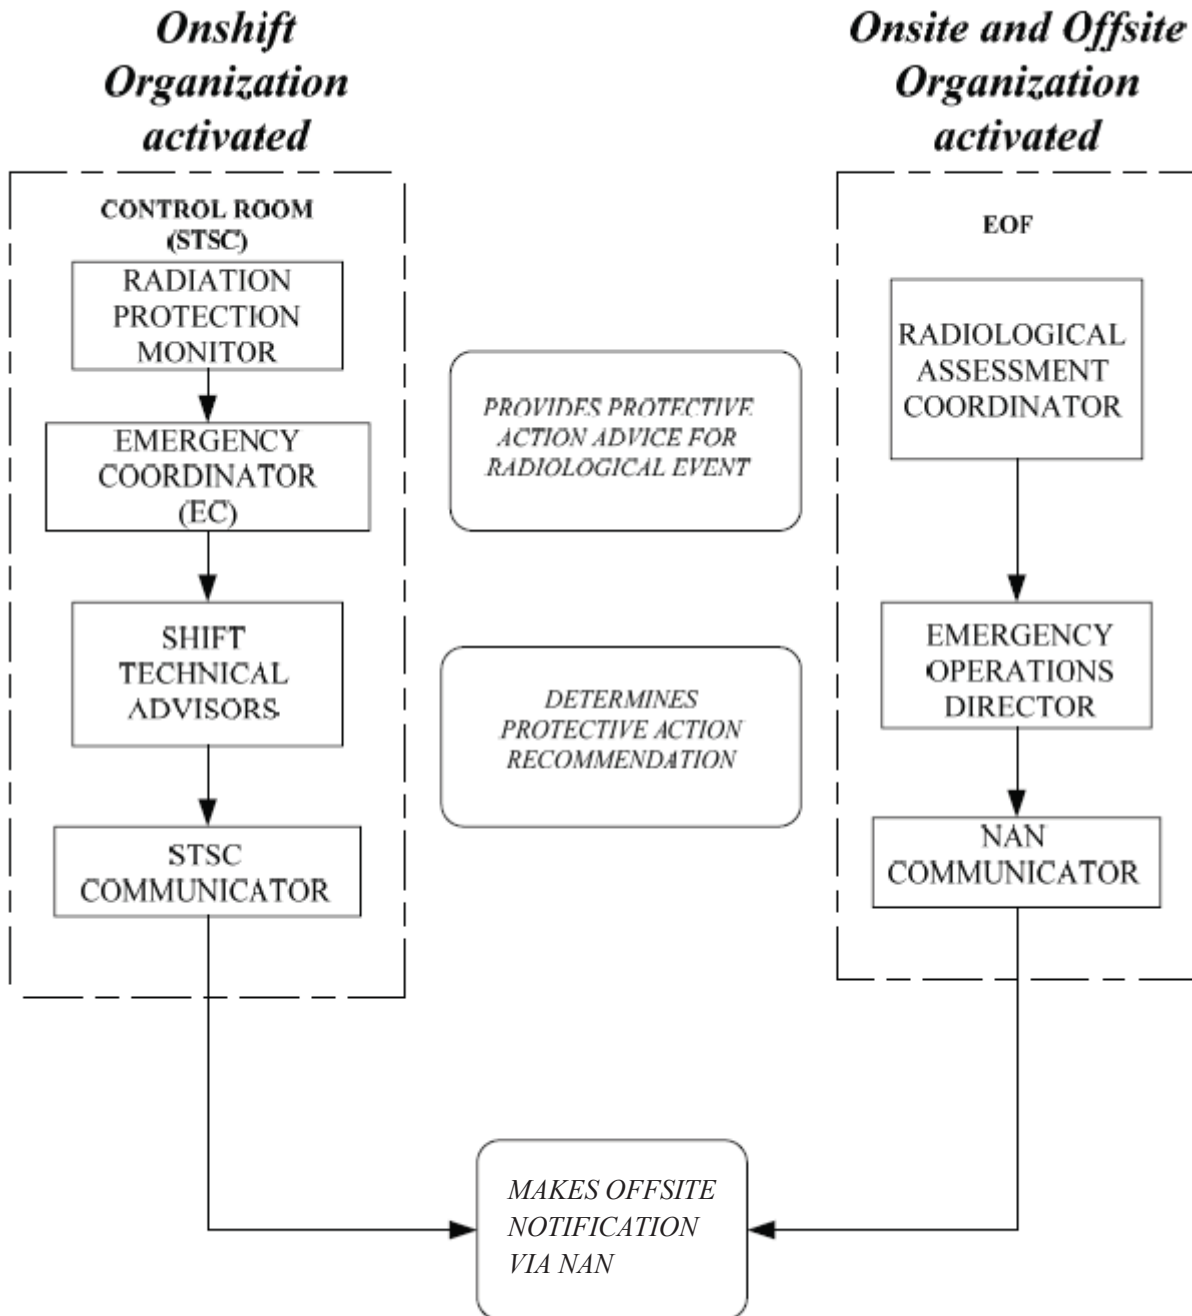 Onshift
Organization
activated
Onsite and Offsite
Organization
activated
CONTROL ROOM
(STSC)
RADIATION
PROTECTION
MONITOR
EMERGENCY
COORDINATOR
(EC)
SHIFT
TECHNICAL
ADVISORS
STSC
COMMUNICATOR
PROVIDES PROTECTIVE
ACTION ADVICE FOR
RADIOLOGICAL EVENT
DETERMINES
PROTECTIVE ACTION
RECOMMENDATION
EOF
RADIOLOGICAL
ASSESSMENT
COORDINATOR
EMERGENCY
OPERATIONS
DIRECTOR
NAN
COMMUNICATOR
MAKES OFFSITE
NOTIFICATION
VIA NAN